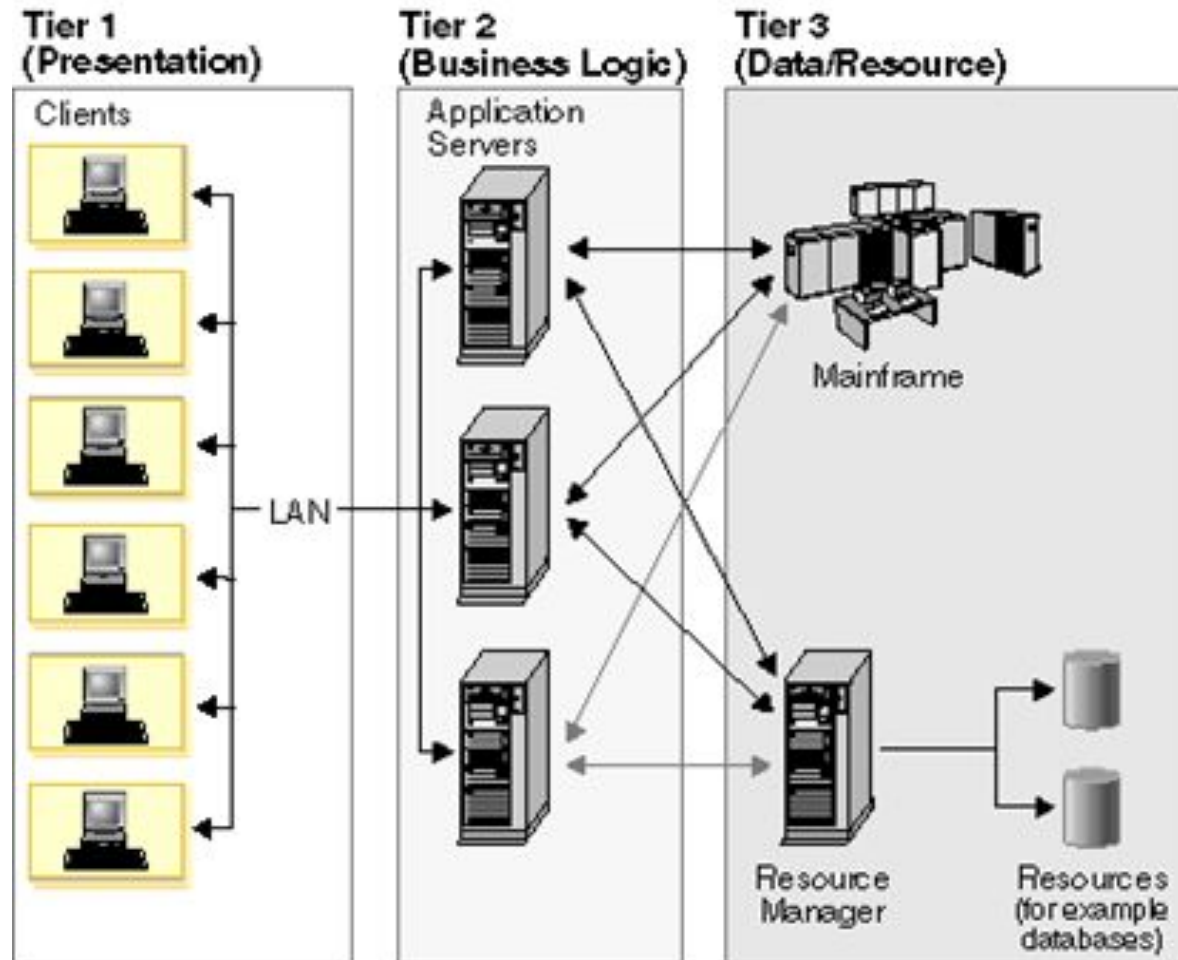 Tier 1
(Presentation)
Tier 2
(Business Logic)
Tier 3
(Data/Resource)
Clients
Application
Servers
LAN
Mainframe
Resource
Manager
Resources
(for example
databases)